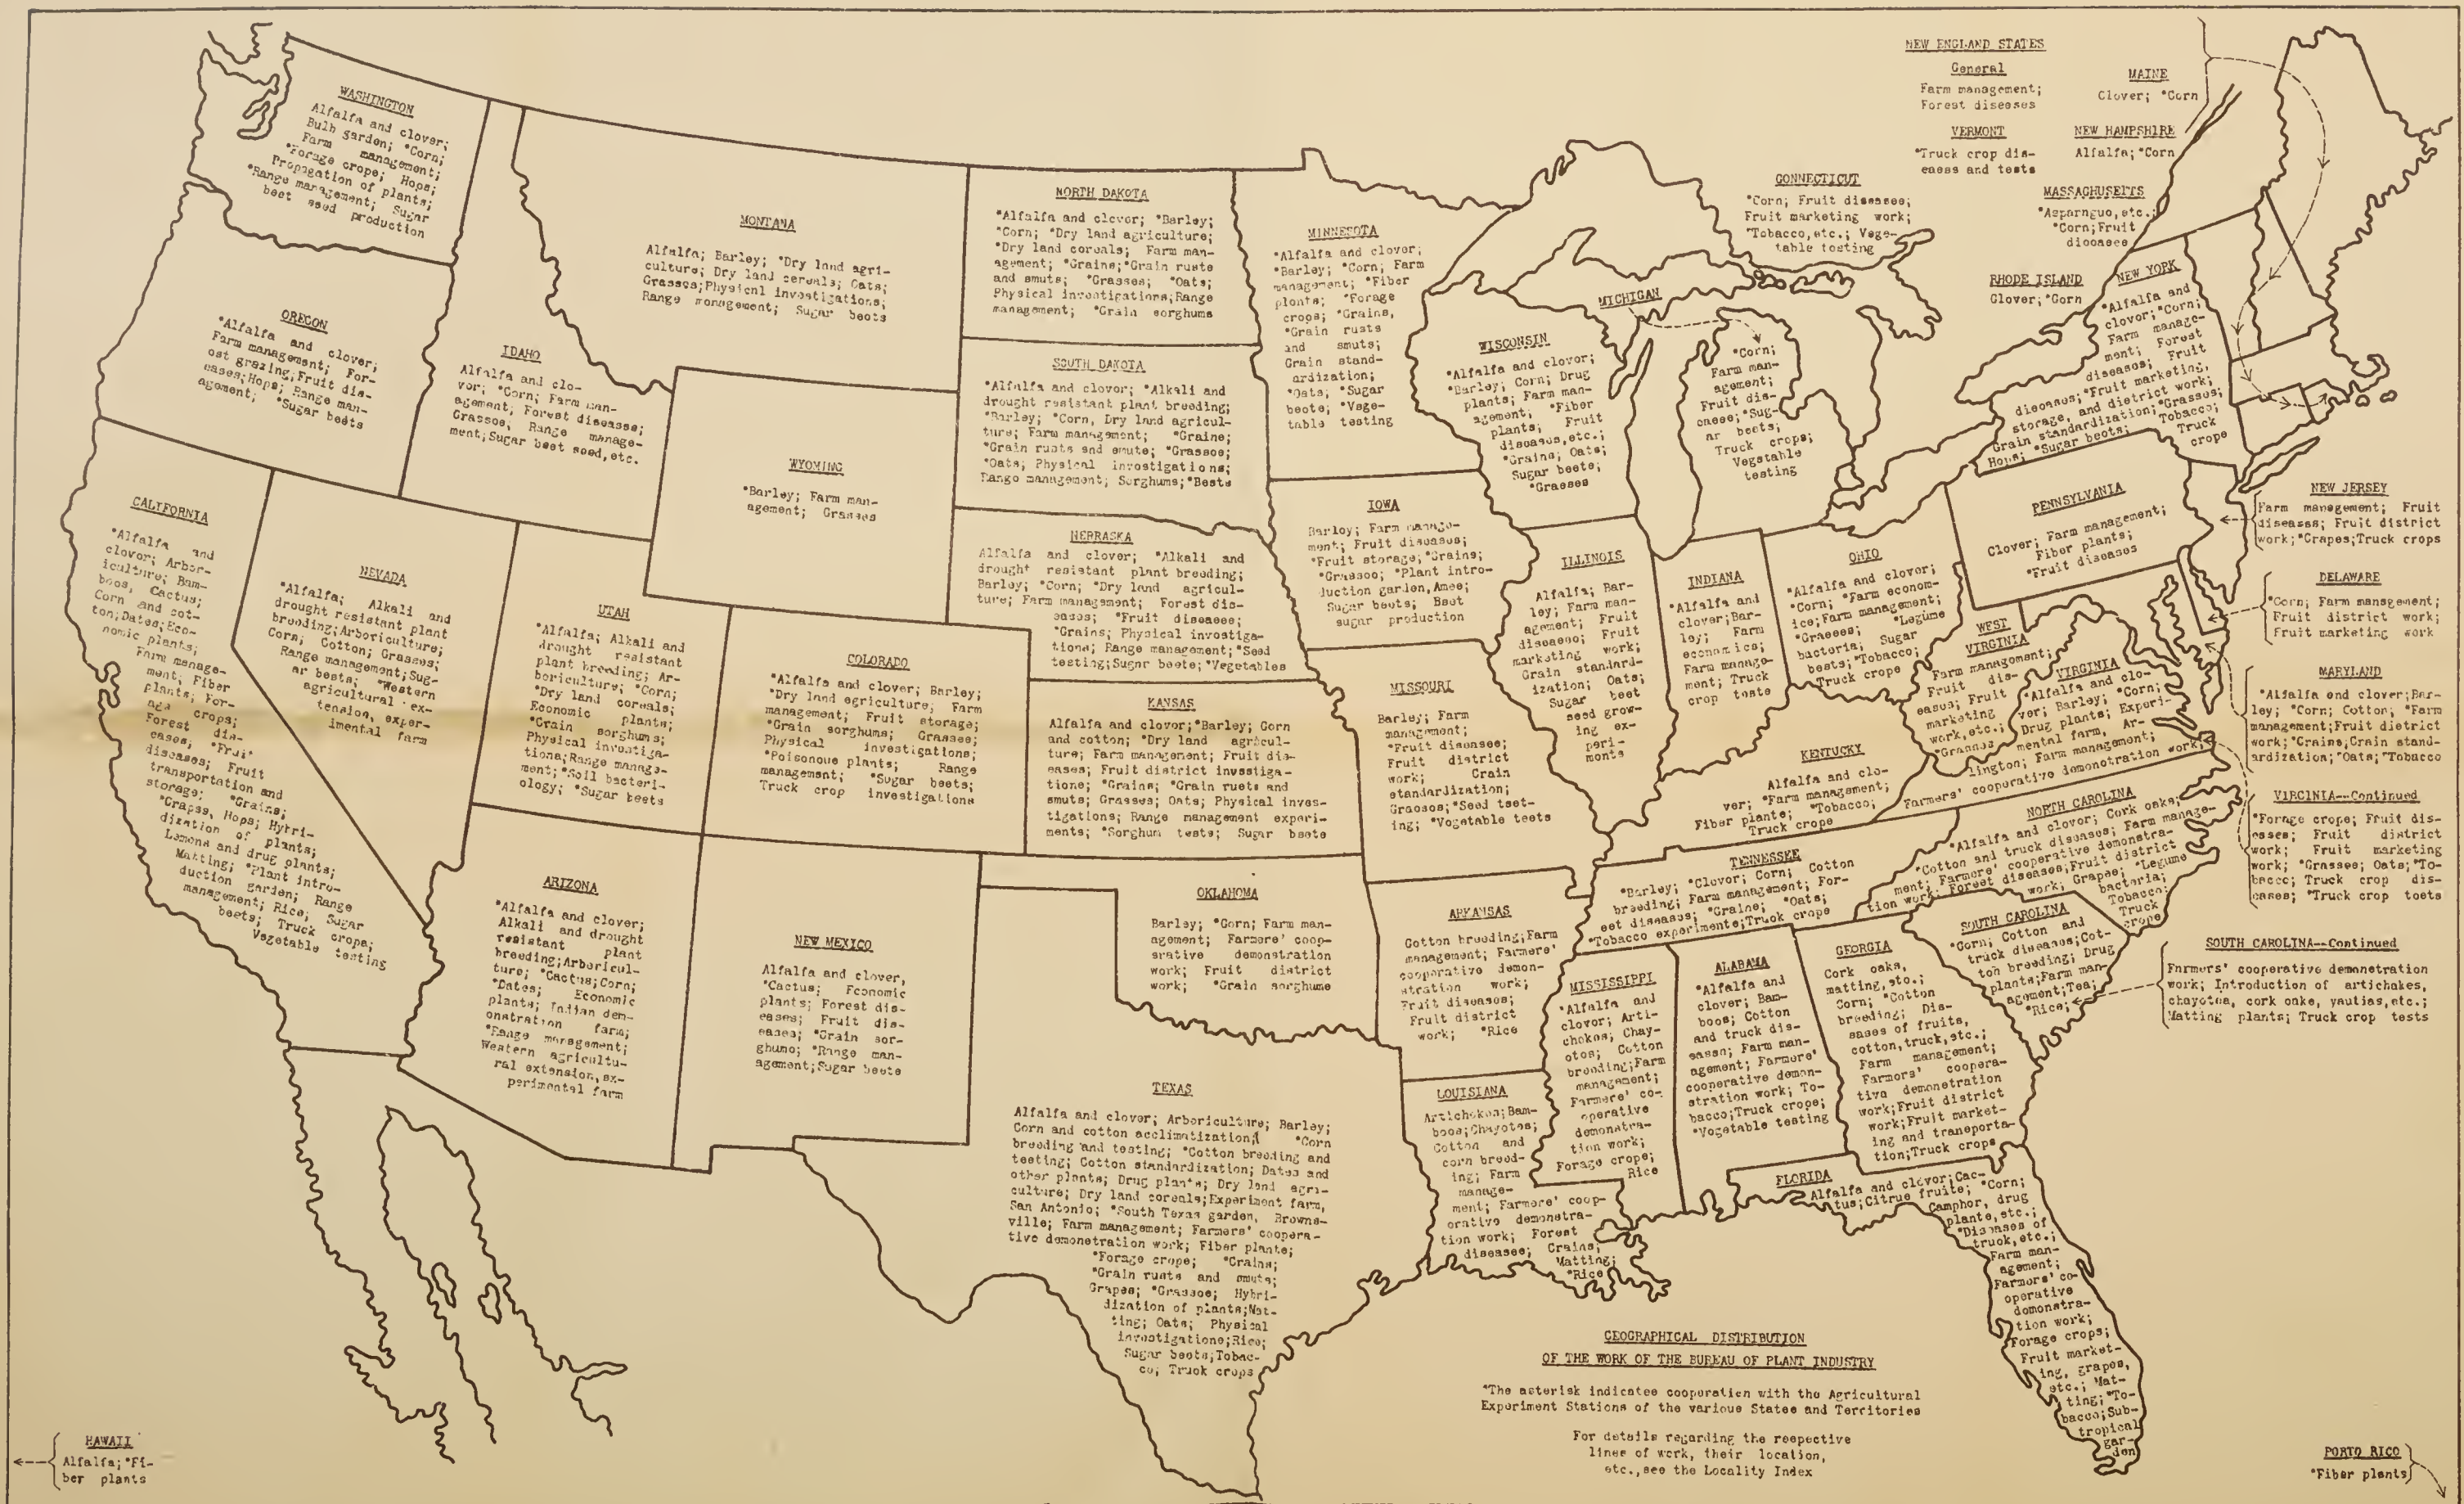 WASHINGTON
Alfalfa and clover;
Bulb garden; *Corn;
Farm management;
*Forage crops; Hops;
Propagation of plants;
*Range management; Sugar
beet seed production
OREGON
*Alfalfa and clover;
Farm management; For-
est grazing; Fruit dis-
eases; Hops; Range man-
agement; *Sugar beets
CALIFORNIA
*Alfalfa and
clover; Arbor-
iculture; Bam-
boos, Cactus;
Corn and cot-
ton; Dates; Eco-
nomic plants;
Farm manage-
ment, Fiber
plants; For-
age crops;
Forest dis-
eases; *Fruit
diseases; Fruit
transportation and
storage; *Grains;
*Grapes, Hops; Hybri-
dization of plants;
Lemons and drug plants;
Matting; *Plant intro-
duction garden; Range
management; Rice; Sugar
beets; Truck crops;
Vegetable testing
NEVADA
*Alfalfa; Alkali and
drought resistant plant
breeding; Arboriculture;
Corn; Cotton; Grasses;
Range management; Sug-
ar beets; *Western
agricultural ex-
tension, exper-
imental farm
IDAHO
Alfalfa and clo-
ver; *Corn; Farm man-
agement, Forest diseases;
Grasses, Range manage-
ment; Sugar beet seed, etc.
MONTANA
Alfalfa; Barley; *Dry land agri-
culture; Dry land cereals; Oats;
Grasses; Physical investigations;
Range management; Sugar beets
WYOMING
*Barley; Farm man-
agement; Grasses
UTAH
*Alfalfa; Alkali and
drought resistant
plant breeding; Ar-
boriculture; *Corn;
*Dry land cereals;
Economic plants;
*Grain sorghums;
Physical investiga-
tions; Range manage-
ment; *Soil bacteri-
ology; *Sugar beets
COLORADO
*Alfalfa and clover; Barley;
*Dry land agriculture; Farm
management; Fruit storage;
*Grain sorghums; Grasses;
Physical investigations;
*Poisonous plants; Range
management; *Sugar beets;
Truck crop investigations
ARIZONA
*Alfalfa and clover;
Alkali and drought
resistant plant
breeding; Arboricul-
ture; *Cactus; Corn;
*Dates; Economic
plants; Indian dem-
onstration farm;
*Range management;
Western agricultu-
ral extension, ex-
perimental farm
NEW MEXICO
Alfalfa and clover,
*Cactus; Economic
plants; Forest dis-
eases; Fruit dis-
eases; *Grain sor-
ghums; *Range man-
agement; Sugar beets
NORTH DAKOTA
*Alfalfa and clover; *Barley;
*Corn; *Dry land agriculture;
*Dry land cereals; Farm man-
agement; *Grains; *Grain rusts
and smuts; *Grasses; *Oats;
Physical investigations; Range
management; *Grain sorghums
SOUTH DAKOTA
*Alfalfa and clover; *Alkali and
drought resistant plant breeding;
*Barley; *Corn, Dry land agricul-
ture; Farm management; *Grains;
*Grain rusts and smuts; *Grasses;
*Oats; Physical investigations;
Range management; Sorghums; *Beets
NEBRASKA
Alfalfa and clover; *Alkali and
drought resistant plant breeding;
Barley; *Corn; *Dry land agricul-
ture; Farm management; Forest dis-
eases; *Fruit diseases;
*Grains; Physical investiga-
tions; Range management; *Seed
testing; Sugar beets; *Vegetables
KANSAS
Alfalfa and clover; *Barley; Corn
and cotton; *Dry land agricul-
ture; Farm management; Fruit dis-
eases; Fruit district investiga-
tions; *Grains; *Grain rusts and
smuts; Grasses; Oats; Physical inves-
tigations; Range management experi-
ments; *Sorghum tests; Sugar beets
OKLAHOMA
Barley; *Corn; Farm man-
agement; Farmers' coop-
erative demonstration
work; Fruit district
work; *Grain sorghums
TEXAS
Alfalfa and clover; Arboriculture; Barley;
Corn and cotton acclimatization; *Corn
breeding and testing; *Cotton breeding and
testing; Cotton standardization; Dates and
other plants; Drug plants; Dry land agri-
culture; Dry land cereals; Experiment farm,
San Antonio; *South Texas garden, Browns-
ville; Farm management; Farmers' coopera-
tive demonstration work; Fiber plants;
*Forage crops; *Grains;
*Grain rusts and smuts;
Grapes; *Grasses; Hybri-
dization of plants; Mat-
ting; Oats; Physical
investigations; Rice;
Sugar beets; Tobac-
co; Truck crops
MINNESOTA
*Alfalfa and clover;
*Barley; *Corn; Farm
management; *Fiber
plants; *Forage
crops; *Grains,
*Grain rusts
and smuts;
Grain stand-
ardization;
*Oats; *Sugar
beets; *Vege-
table testing
IOWA
Barley; Farm manage-
ment; Fruit diseases;
*Fruit storage; *Grains;
*Grasses; *Plant intro-
duction garden, Ames;
Sugar beets; Beet
sugar production
MISSOURI
Barley; Farm
management;
*Fruit diseases;
Fruit district
work; Grain
standardization;
Grasses; *Seed test-
ing; *Vegetable tests
ARKANSAS
Cotton breeding; Farm
management; Farmers'
cooperative demon-
stration work;
Fruit diseases;
Fruit district
work; *Rice
LOUISIANA
Artichokes; Bam-
boos; Chayotes;
Cotton and
corn breed-
ing; Farm
manage-
ment; Farmers' coop-
erative demonstra-
tion work; Forest
diseases; Grains;
Matting;
*Rice
WISCONSIN
*Alfalfa and clover;
*Barley; Corn; Drug
plants; Farm man-
agement; *Fiber
plants; Fruit
diseases, etc.;
*Grains; Oats;
Sugar beets;
*Grasses
MICHIGAN
*Corn;
Farm man-
agement;
Fruit dis-
eases; *Sug-
ar beets;
Truck crops;
Vegetable
testing
ILLINOIS
Alfalfa; Bar-
ley; Farm man-
agement; Fruit
diseases; Fruit
marketing work;
Grain standard-
ization; Oats;
Sugar beet
seed grow-
ing ex-
peri-
ments
INDIANA
*Alfalfa and
clover; Bar-
ley; Farm
economics;
Farm manage-
ment; Truck
crop tests
OHIO
*Alfalfa and clover;
*Corn; *Farm econom-
ics; Farm management;
*Grasses; *Legume
bacteria; Sugar
beets; *Tobacco;
Truck crops
KENTUCKY
Alfalfa and clo-
ver; *Farm management;
Fiber plants; *Tobacco;
Truck crops
TENNESSEE
*Barley; *Clover; Corn; Cotton
breeding; Farm management; For-
est diseases; *Grains; *Oats;
*Tobacco experiments; Truck crops
MISSISSIPPI
*Alfalfa and
clover; Arti-
chokes; Chay-
otes; Cotton
breeding; Farm
management;
Farmers' co-
operative
demonstra-
tion work;
Forage crops;
Rice
ALABAMA
*Alfalfa and
clover; Bam-
boos; Cotton
and truck dis-
eases; Farm man-
agement; Farmers'
cooperative demon-
stration work; To-
bacco; Truck crops;
*Vegetable testing
GEORGIA
Cork oaks,
matting, etc.;
Corn; *Cotton
breeding; Dis-
eases of fruits,
cotton, truck, etc.;
Farm management;
Farmers' coopera-
tive demonstration
work; Fruit district
work; Fruit market-
ing and transporta-
tion; Truck crops
FLORIDA
Alfalfa and clover; Cac-
tus; Citrus fruits; *Corn;
Camphor, drug
plants, etc.;
*Diseases of
truck, etc.;
Farm man-
agement;
Farmers' co-
operative
demonstra-
tion work;
Forage crops;
Fruit market-
ing, grapes,
etc.; Mat-
ting; *To-
bacco; Sub-
tropical
gar-
den
SOUTH CAROLINA
*Corn; Cotton and
truck diseases; Cot-
ton breeding; Drug
plants; Farm man-
agement; Tea;
*Rice;
NORTH CAROLINA
*Alfalfa and clover; Cork oaks;
*Cotton and truck diseases; Farm manage-
ment; Farmers' cooperative demonstra-
tion work; Forest diseases; Fruit district
work; Grapes; *Legume
bacteria;
Tobacco;
Truck
crops
WEST
VIRGINIA
Farm management;
Fruit dis-
eases; Fruit
marketing
work, etc.;
*Grasses
VIRGINIA
*Alfalfa and clo-
ver; Barley; *Corn;
Drug plants; Experi-
mental farm, Ar-
lington; Farm management;
Farmers' cooperative demonstration work;
PENNSYLVANIA
Clover; Farm management;
Fiber plants;
*Fruit diseases
NEW YORK
*Alfalfa and
clover; *Corn;
Farm manage-
ment; Forest
diseases; Fruit
diseases; *Fruit marketing,
storage, and district work;
Grain standardization; *Grasses;
Hops; *Sugar beets; Tobacco;
Truck
crops
NEW ENGLAND STATES
General
Farm management;
Forest diseases
MAINE
Clover; *Corn
VERMONT
*Truck crop dis-
eases and tests
NEW HAMPSHIRE
Alfalfa; *Corn
CONNECTICUT
*Corn; Fruit diseases;
Fruit marketing work;
*Tobacco, etc.; Vege-
table testing
MASSACHUSETTS
*Asparagus, etc.;
*Corn; Fruit
diseases
RHODE ISLAND
Clover; *Corn
NEW JERSEY
Farm management; Fruit
diseases; Fruit district
work; *Grapes; Truck crops
DELAWARE
*Corn; Farm management;
Fruit district work;
Fruit marketing work
MARYLAND
*Alfalfa and clover; Bar-
ley; *Corn; Cotton; *Farm
management; Fruit district
work; *Grains; Grain stand-
ardization; *Oats; *Tobacco
VIRGINIA--Continued
*Forage crops; Fruit dis-
eases; Fruit district
work; Fruit marketing
work; *Grasses; Oats; *To-
bacco; Truck crop dis-
eases; *Truck crop tests
SOUTH CAROLINA--Continued
Farmers' cooperative demonstration
work; Introduction of artichakes,
chayotes, cork oaks, yautias, etc.;
Matting plants; Truck crop tests
GEOGRAPHICAL DISTRIBUTION
OF THE WORK OF THE BUREAU OF PLANT INDUSTRY
*The asterisk indicates cooperation with the Agricultural
Experiment Stations of the various States and Territories
For details regarding the respective
lines of work, their location,
etc., see the Locality Index
HAWAII
Alfalfa; *Fi-
ber plants
PORTO RICO
*Fiber plants